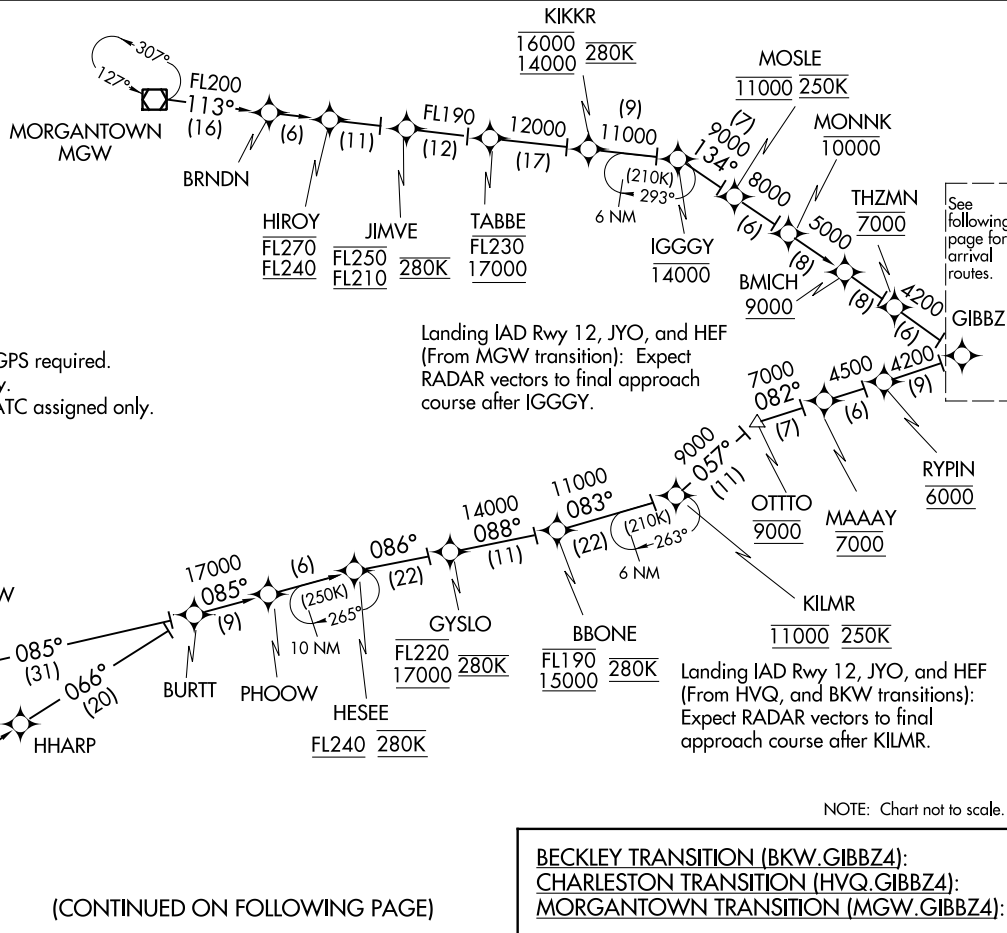 KIKKR
16000
14000 280K
MOSLE
11000 250K
MONNK
10000
THZMN
7000
307°
127°
FL200
113°
(16)
MORGANTOWN
MGW
(6)
(11)
FL190
(12)
12000
(17)
(9)
11000
(210K)
293°
6 NM
(7)
9000
134°
8000
(6)
5000
(8)
(8)
4200
(6)
BRNDN
HIROY
FL270
FL240
JIMVE
FL250
FL210 280K
TABBE
FL230
17000
IGGGY
14000
BMICH
9000
See
following
page for
arrival
routes.
GIBBZ
GPS required.
y.
ATC assigned only.
Landing IAD Rwy 12, JYO, and HEF
(From MGW transition): Expect
RADAR vectors to final approach
course after IGGGY.
7000
082°
(7)
4500
(6)
4200
(9)
9000
057°
(11)
OTTTO
9000
MAAAY
7000
RYPIN
6000
11000
083°
(22)
(210K)
263°
6 NM
14000
088°
(11)
086°
(22)
17000
085°
(9)
(6)
(250K)
265°
10 NM
W
085°
(31)
066°
(20)
HHARP
BURTT
PHOOW
HESEE
FL240 280K
GYSLO
FL220
17000 280K
BBONE
FL190
15000 280K
KILMR
11000 250K
Landing IAD Rwy 12, JYO, and HEF
(From HVQ, and BKW transitions):
Expect RADAR vectors to final
approach course after KILMR.
NOTE: Chart not to scale.
BECKLEY TRANSITION (BKW.GIBBZ4):
CHARLESTON TRANSITION (HVQ.GIBBZ4):
MORGANTOWN TRANSITION (MGW.GIBBZ4):
(CONTINUED ON FOLLOWING PAGE)